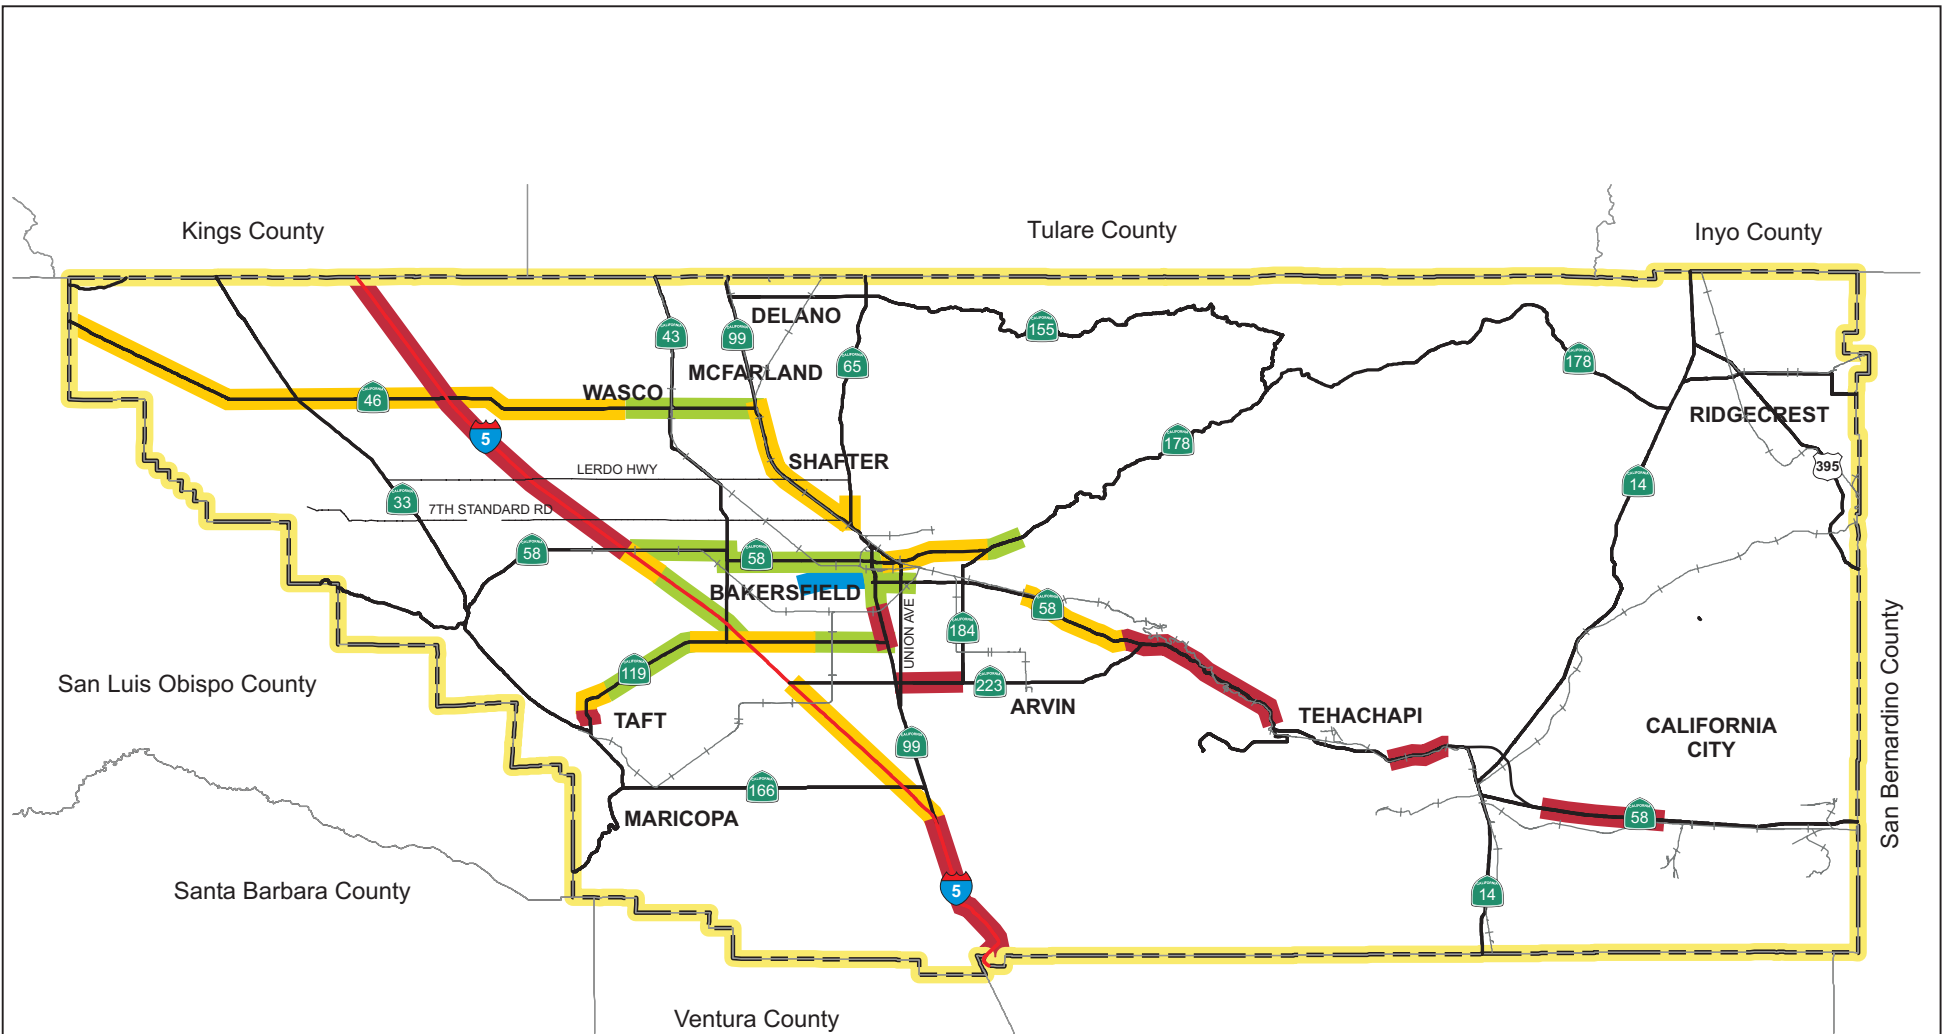 Kings County
Tulare County
Inyo County
DELANO
43
99
155
65
178
MCFARLAND
WASCO
46
RIDGECREST
5
178
SHAFTER
395
LERDO HWY
14
33
7TH STANDARD RD
58
58
BAKERSFIELD
58
UNION AVE
184
San Bernardino County
119
San Luis Obispo County
223
ARVIN
TAFT
TEHACHAPI
CALIFORNIA
CITY
99
166
MARICOPA
58
5
14
Santa Barbara County
Ventura County